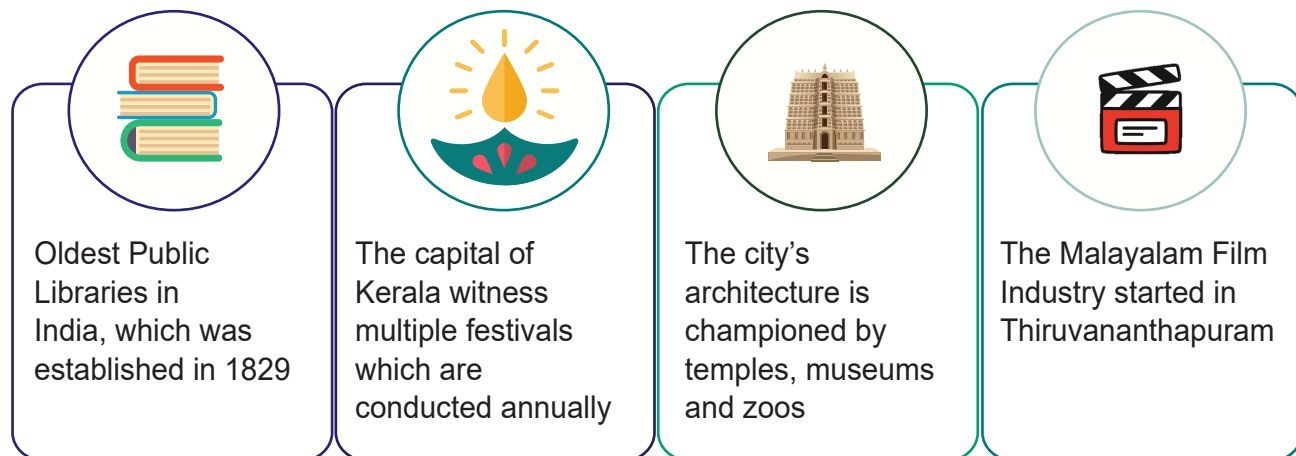 Oldest Public
Libraries in
India, which was
established in 1829
The capital of
Kerala witness
multiple festivals
which are
conducted annually
The city’s
architecture is
championed by
temples, museums
and zoos
The Malayalam Film
Industry started in
Thiruvananthapuram